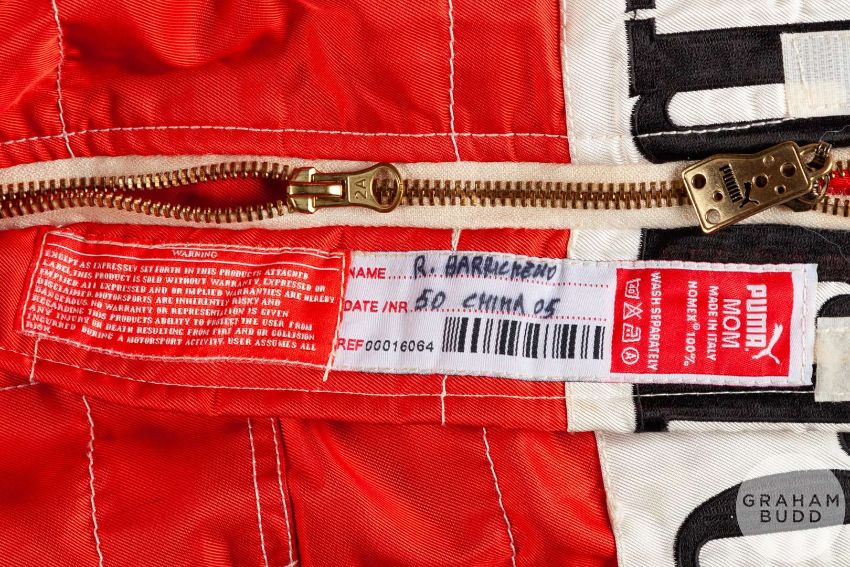 2A
PUMA
WARNING
EXCEPT AS EXPRESSELY SET FORTH IN THIS PRODUCTS ATTACHED
LABEL, THIS PRODUCT IS SOLD WITHOUT WARRANTY, EXPRESSED OR
IMPLIED. ALL EXPRESSED AND OR IMPLIED WARRANTIES ARE HEREBY
DISCLAIMED. MOTORSPORTS ARE INHERENTLY RISKY AND
DANGEROUS. NO WARRANTY OR REPRESENTATION IS GIVEN
REGARDING THIS PRODUCTS ABILITY TO PROTECT THE USER FROM
ANY INJURY OR DEATH RESULTING FROM FIRE AND OR COLLISION
INCURRED DURING A MOTORSPORT ACTIVITY. USER ASSUMES ALL
RISK
NAME R. BARRICHELLO
DATE /NR. 50 CHINA 05
REF 00016064
140
A
WASH SEPARATELY
NOMEX® 100%
MADE IN ITALY
MOM
PUMA
GRAHAM
BUDD